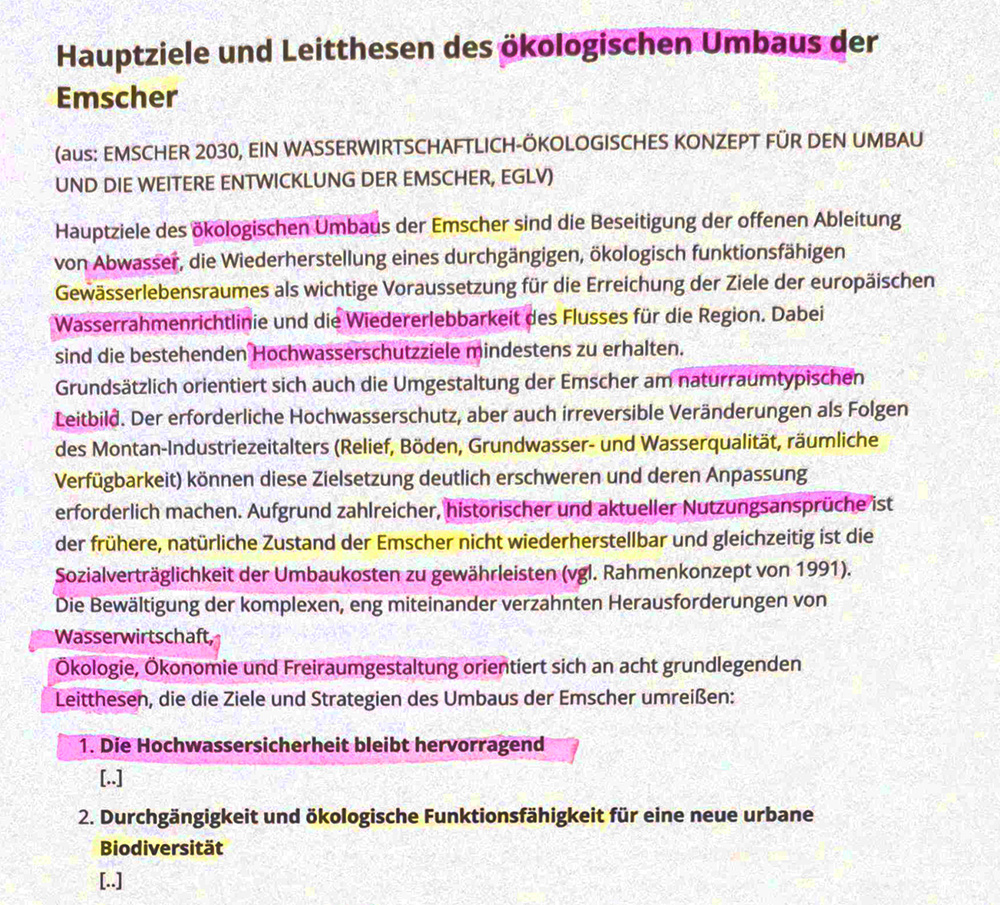 Hauptziele und Leitthesen des ökologischen Umbaus der
Emscher
(aus: EMSCHER 2030, EIN WASSERWIRTSCHAFTLICH-ÖKOLOGISCHES KONZEPT FÜR DEN UMBAU
UND DIE WEITERE ENTWICKLUNG DER EMSCHER, EGLV)
Hauptziele des ökologischen Umbaus der Emscher sind die Beseitigung der offenen Ableitung
von Abwasser, die Wiederherstellung eines durchgängigen, ökologisch funktionsfähigen
Gewässerlebensraumes als wichtige Voraussetzung für die Erreichung der Ziele der europäischen
Wasserrahmenrichtlinie und die Wiedererlebbarkeit des Flusses für die Region. Dabei
sind die bestehenden Hochwasserschutzziele mindestens zu erhalten.
Grundsätzlich orientiert sich auch die Umgestaltung der Emscher am naturraumtypischen
Leitbild. Der erforderliche Hochwasserschutz, aber auch irreversible Veränderungen als Folgen
des Montan-Industriezeitalters (Relief, Böden, Grundwasser- und Wasserqualität, räumliche
Verfügbarkeit) können diese Zielsetzung deutlich erschweren und deren Anpassung
erforderlich machen. Aufgrund zahlreicher, historischer und aktueller Nutzungsansprüche ist
der frühere, natürliche Zustand der Emscher nicht wiederherstellbar und gleichzeitig ist die
Sozialverträglichkeit der Umbaukosten zu gewährleisten (vgl. Rahmenkonzept von 1991).
Die Bewältigung der komplexen, eng miteinander verzahnten Herausforderungen von
Wasserwirtschaft,
Ökologie, Ökonomie und Freiraumgestaltung orientiert sich an acht grundlegenden
Leitthesen, die die Ziele und Strategien des Umbaus der Emscher umreißen:
1. Die Hochwassersicherheit bleibt hervorragend
[..]
2. Durchgängigkeit und ökologische Funktionsfähigkeit für eine neue urbane
Biodiversität
[..]